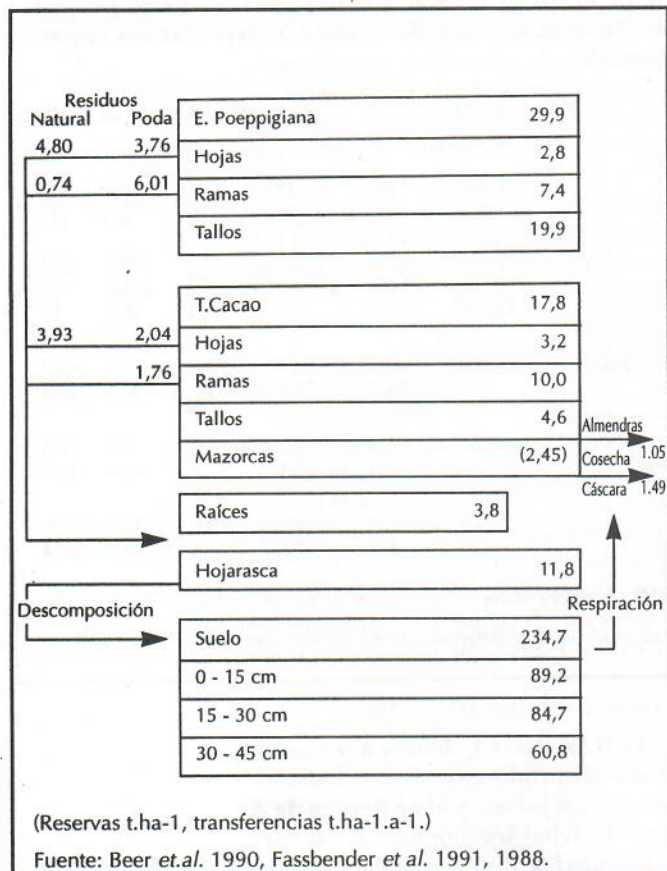 Residuos
Natural Poda
E. Poeppigiana 29,9
4,80 3,76
Hojas 2,8
0,74 6,01
Ramas 7,4
Tallos 19,9
T.Cacao 17,8
3,93 2,04
Hojas 3,2
1,76
Ramas 10,0
Tallos 4,6
Almendras
Mazorcas (2,45)
Cosecha 1.05
Cáscara 1.49
Raíces 3,8
Hojarasca 11,8
Descomposición
Respiración
Suelo 234,7
0 - 15 cm 89,2
15 - 30 cm 84,7
30 - 45 cm 60,8
(Reservas t.ha-1, transferencias t.ha-1.a-1.)
Fuente: Beer et.al. 1990, Fassbender et al. 1991, 1988.